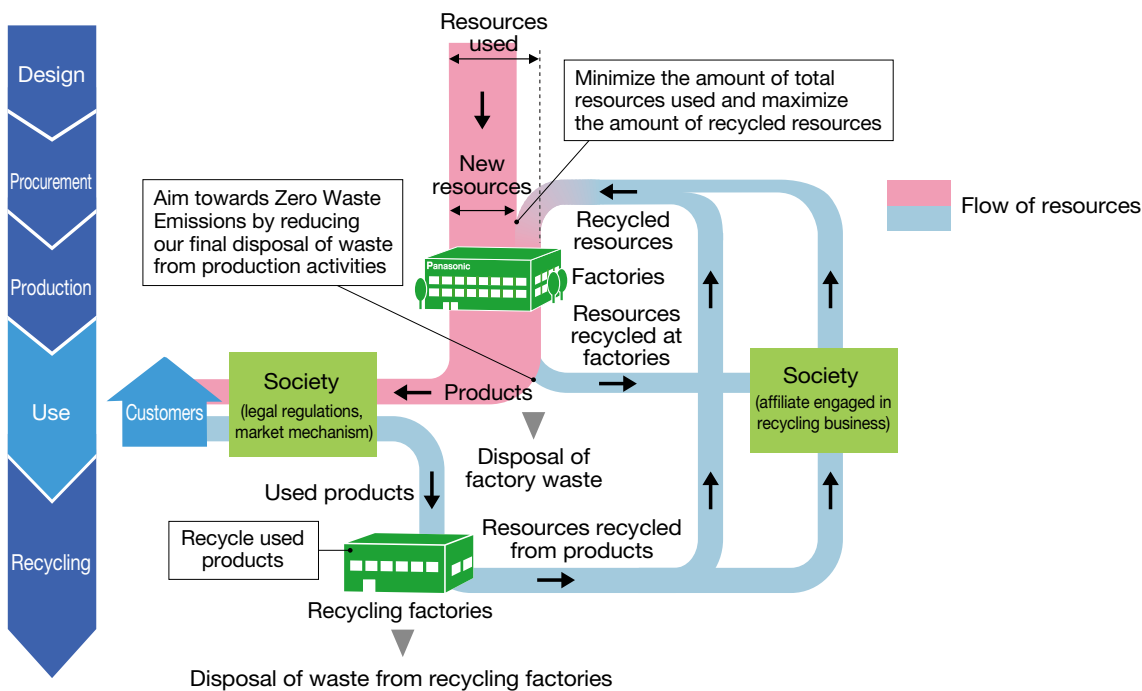 Design
Procurement
Production
Use
Recycling
Resources
used
Minimize the amount of total
resources used and maximize
the amount of recycled resources
New
resources
Aim towards Zero Waste
Emissions by reducing
our final disposal of waste
from production activities
Recycled
resources
Flow of resources
Panasonic
Factories
Resources
recycled at
factories
Customers
Society
(legal regulations,
market mechanism)
Products
Society
(affiliate engaged in
recycling business)
Disposal of
factory waste
Used products
Recycle used
products
Resources recycled
from products
Recycling factories
Disposal of waste from recycling factories